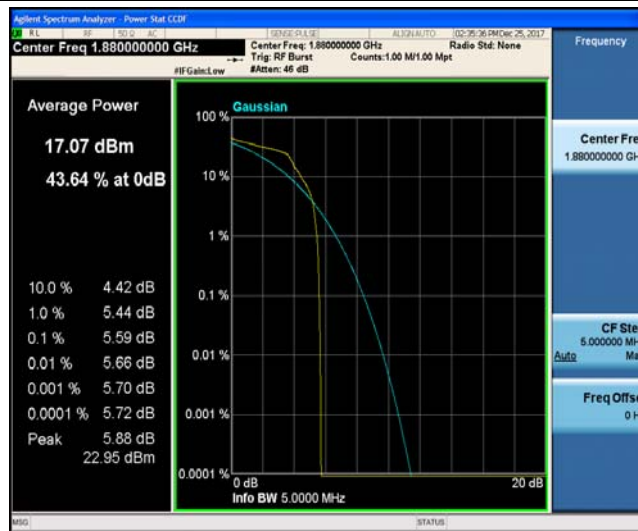 Agilent Spectrum Analyzer - Power Stat CCDF
RL RF 50 Ω AC SENSE:PULSE ALIGN AUTO 02:35:36 PM Dec 25, 2017
Center Freq 1.880000000 GHz
Center Freq: 1.880000000 GHz Radio Std: None
Trig: RF Burst Counts:1.00 M/1.00 Mpt
#IFGain:Low #Atten: 46 dB
Frequency
Average Power
17.07 dBm
43.64 % at 0dB
10.0 % 4.42 dB
1.0 % 5.44 dB
0.1 % 5.59 dB
0.01 % 5.66 dB
0.001 % 5.70 dB
0.0001 % 5.72 dB
Peak 5.88 dB
22.95 dBm
Gaussian
100 %
10 %
1 %
0.1 %
0.01 %
0.001 %
0.0001 %
0 dB 20 dB
Info BW 5.0000 MHz
Center Fre
1.880000000 GH
CF Ste
5.000000 MH
Auto Ma
Freq Offse
0 H
MSG STATUS